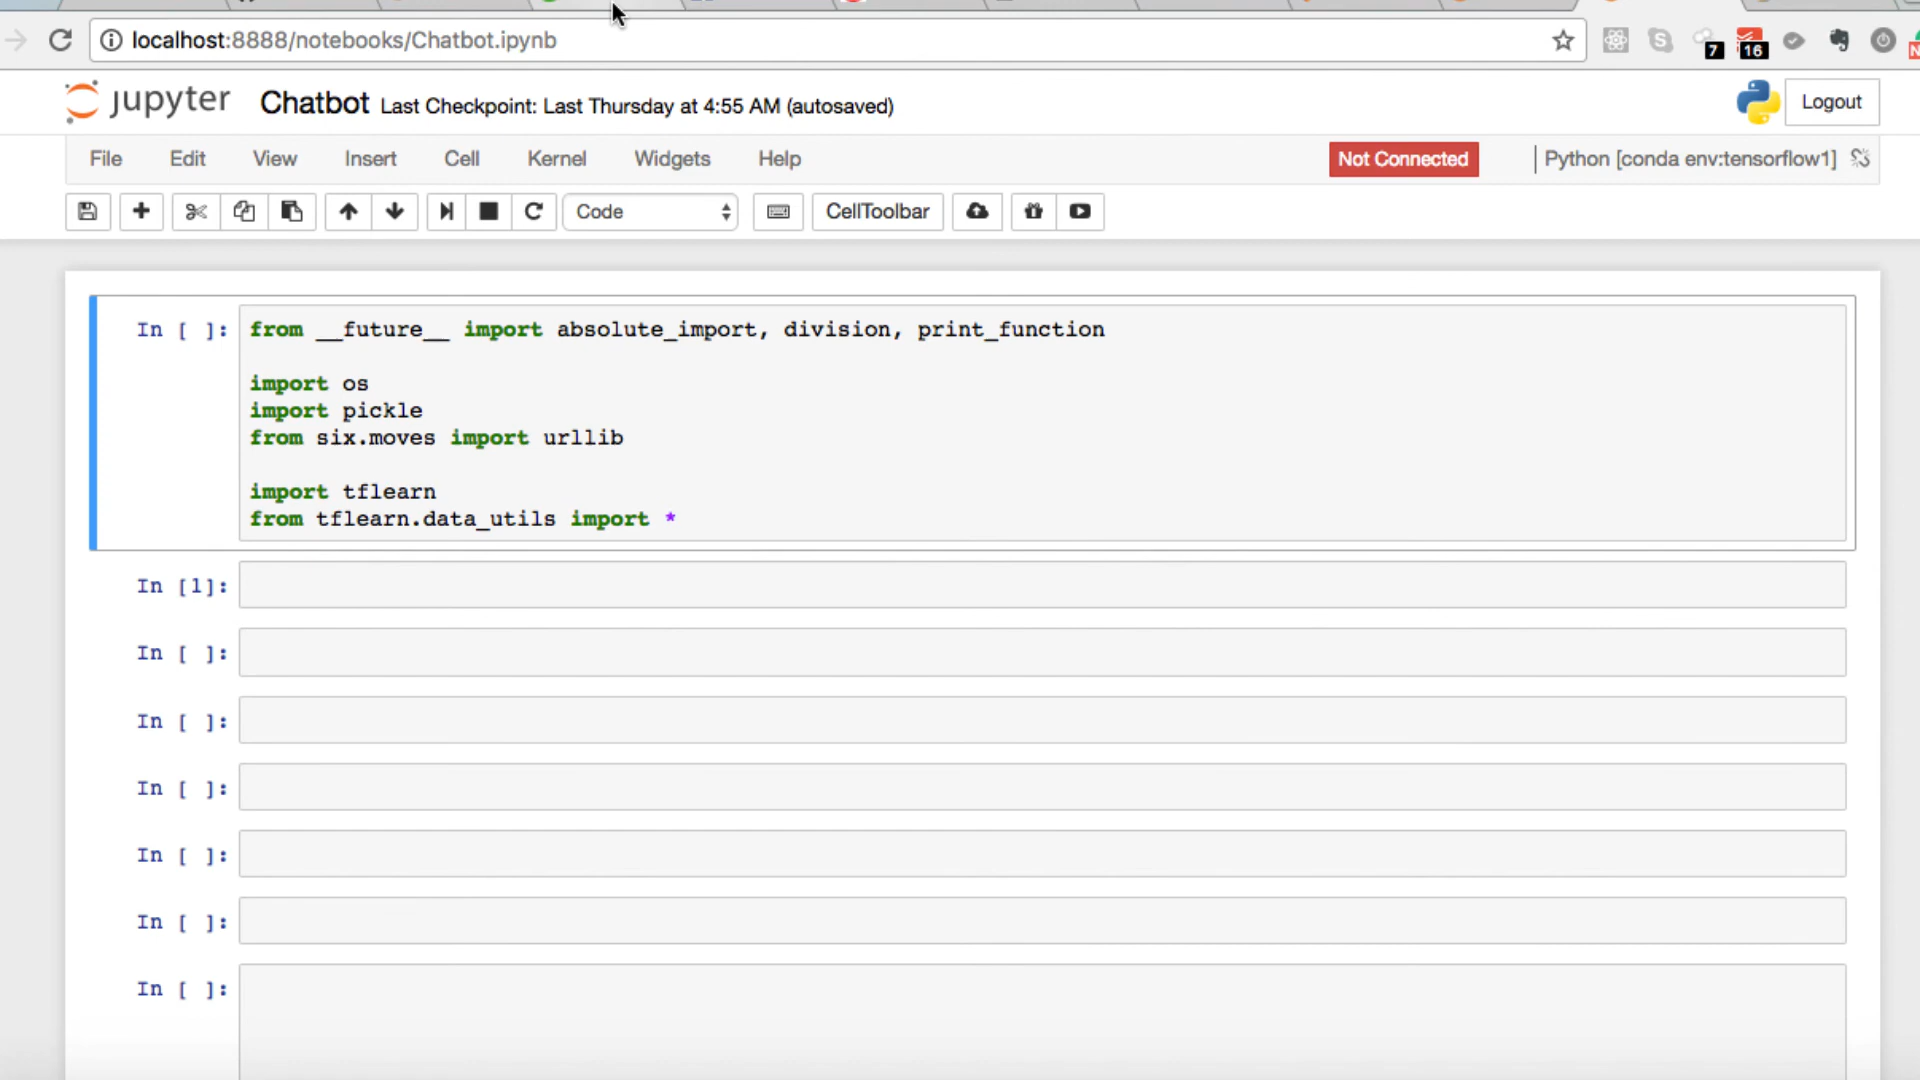 localhost:8888/notebooks/Chatbot.ipynb
7
16
jupyter Chatbot Last Checkpoint: Last Thursday at 4:55 AM (autosaved)
Logout
File Edit View Insert Cell Kernel Widgets Help
Not Connected
Python [conda env:tensorflow1]
Code
CellToolbar
In [ ]: from __future__ import absolute_import, division, print_function
import os
import pickle
from six.moves import urllib
import tflearn
from tflearn.data_utils import *
In [1]:
In [ ]:
In [ ]:
In [ ]:
In [ ]:
In [ ]:
In [ ]: